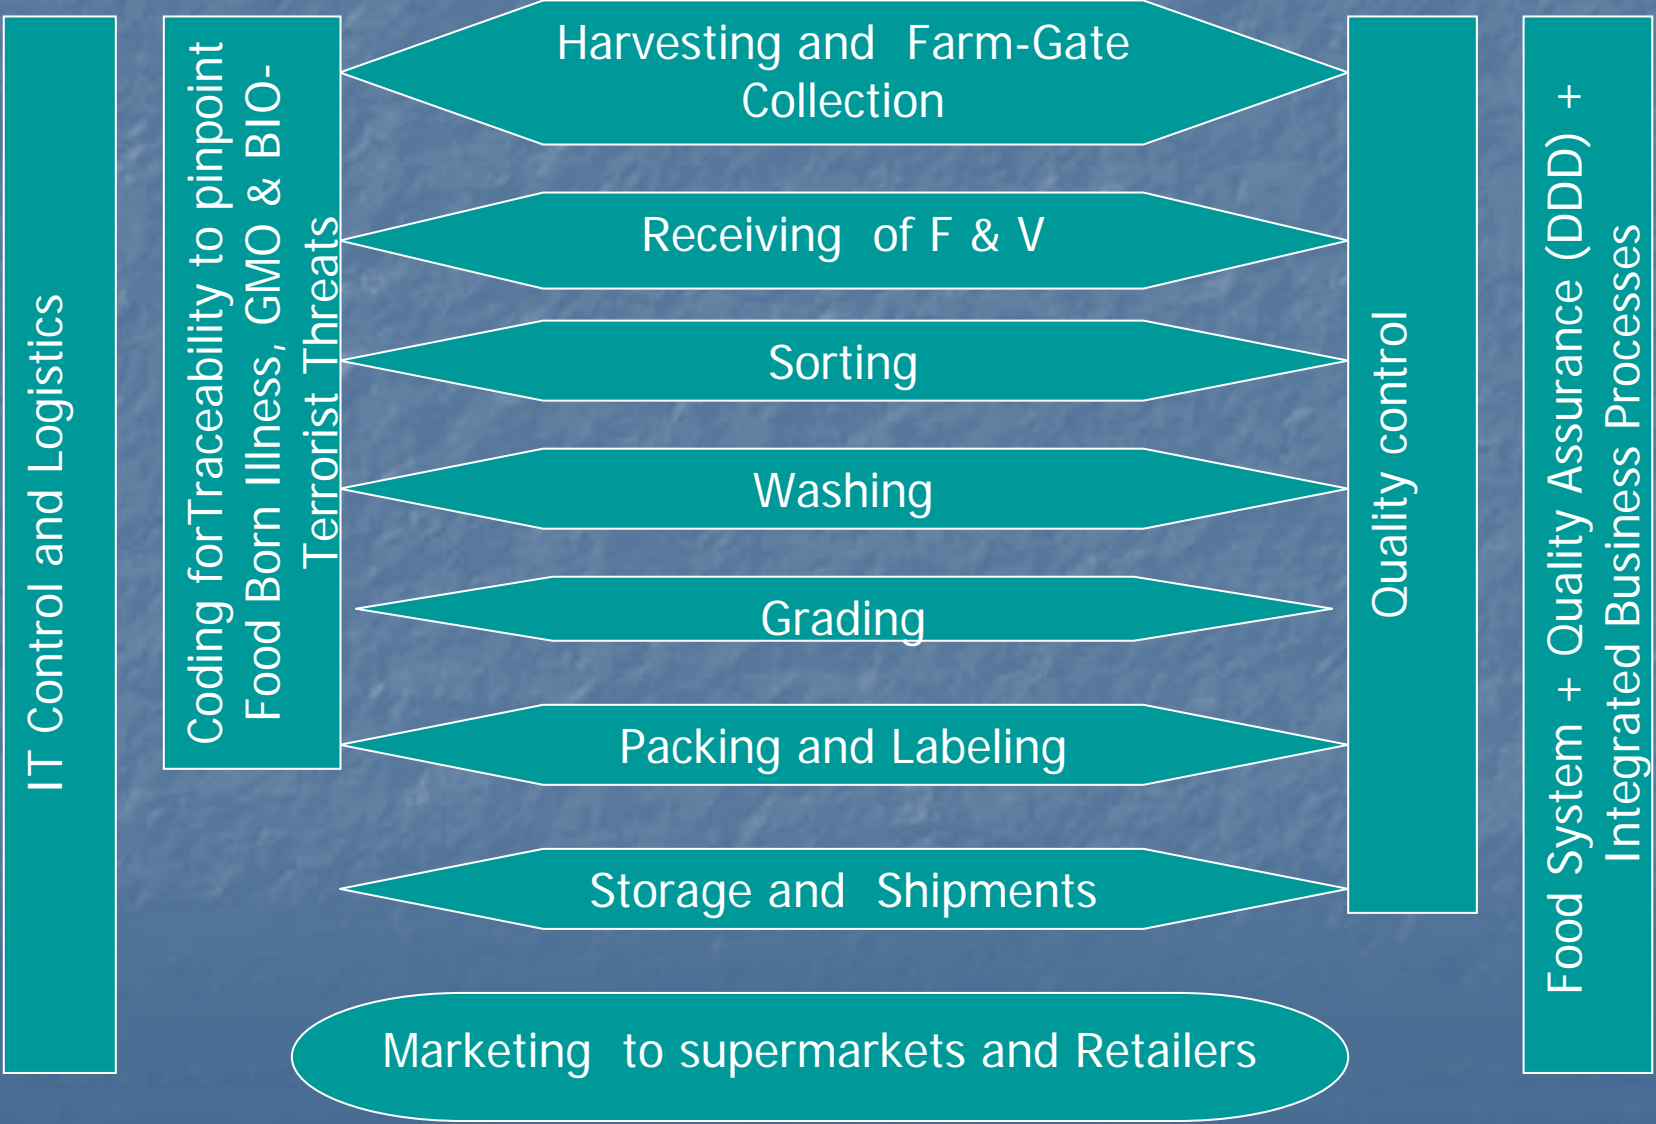 IT Control and Logistics
Coding forTraceability to pinpoint
Food Born Illness, GMO & BIO-
Terrorist Threats
Harvesting and Farm-Gate
Collection
Receiving of F & V
Sorting
Washing
Grading
Packing and Labeling
Storage and Shipments
Marketing to supermarkets and Retailers
Quality control
Food System + Quality Assurance (DDD) +
Integrated Business Processes